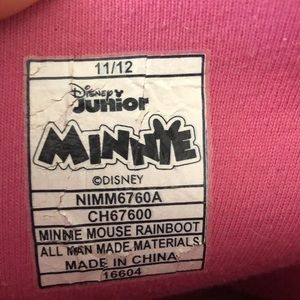 11/12
Disney
Junior
MINNIE
©DISNEY
NIMM6760A
CH67600
MINNIE MOUSE RAINBOOT
ALL MAN MADE MATERIALS
MADE IN CHINA
16604